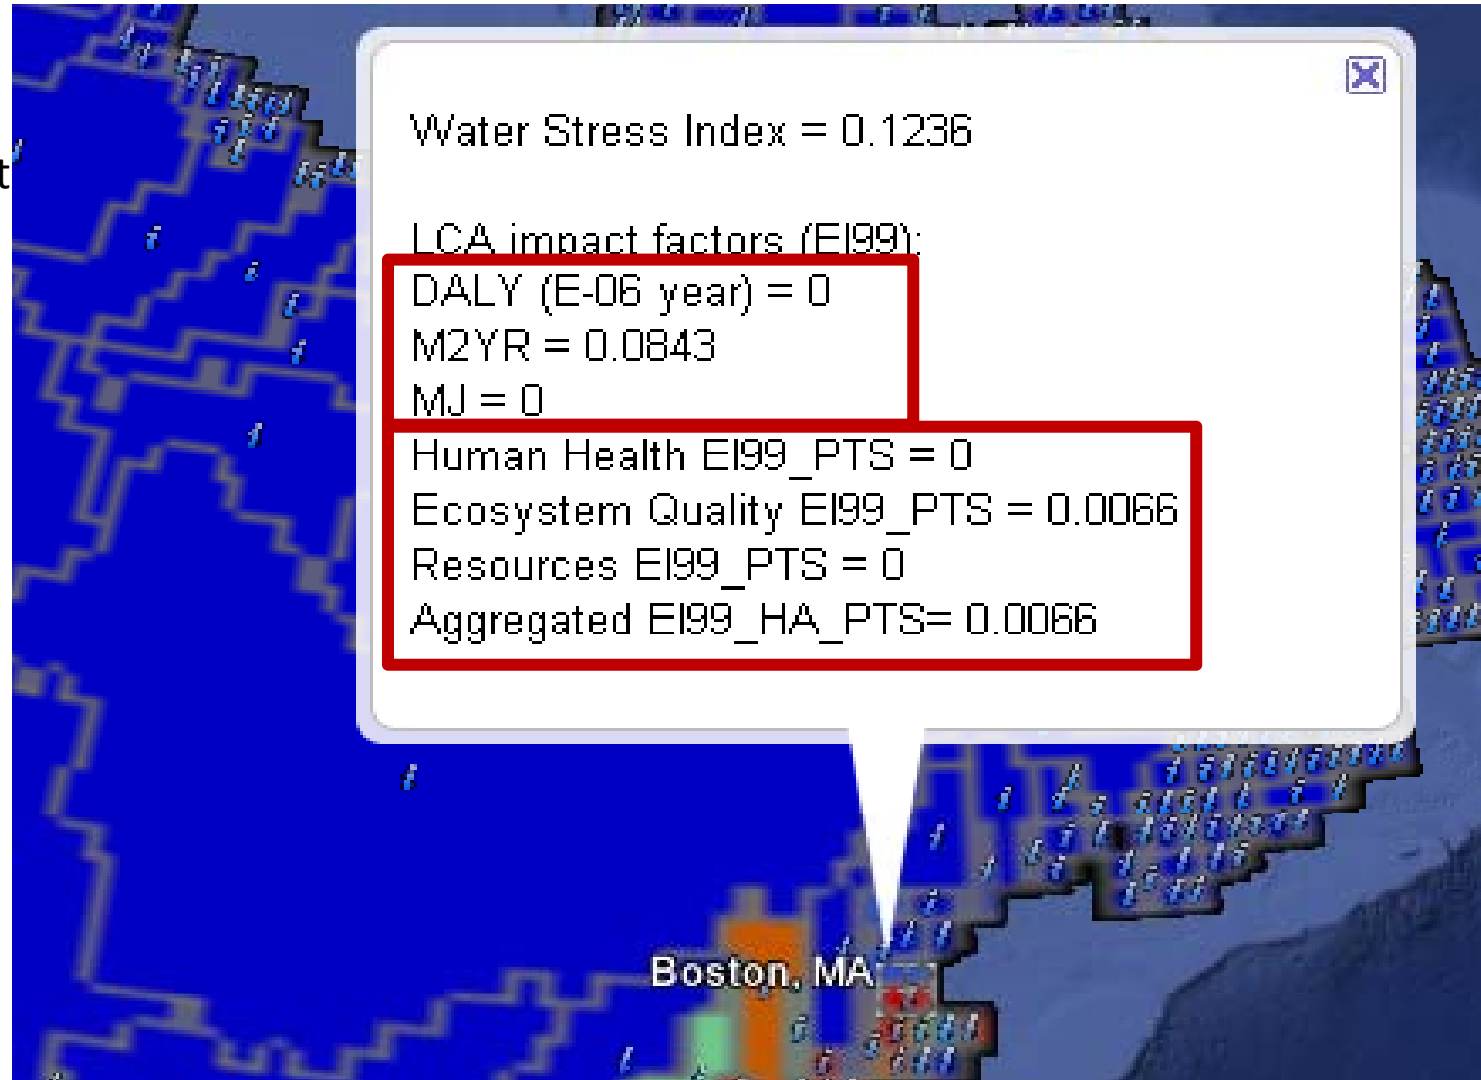 t
Water Stress Index = 0.1236
LCA impact factors (EI99):
DALY (E-06 year) = 0
M2YR = 0.0843
MJ = 0
Human Health EI99_PTS = 0
Ecosystem Quality EI99_PTS = 0.0066
Resources EI99_PTS = 0
Aggregated EI99_HA_PTS= 0.0066
Boston, MA